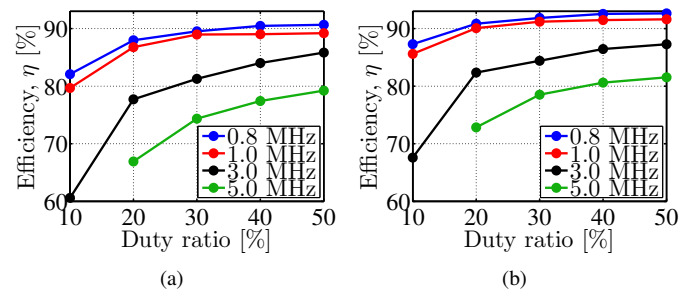 90
80
70
60
Efficiency, η [%]
0.8 MHz
1.0 MHz
3.0 MHz
5.0 MHz
10 20 30 40 50
Duty ratio [%]
(a)
90
80
70
60
Efficiency, η [%]
0.8 MHz
1.0 MHz
3.0 MHz
5.0 MHz
10 20 30 40 50
Duty ratio [%]
(b)